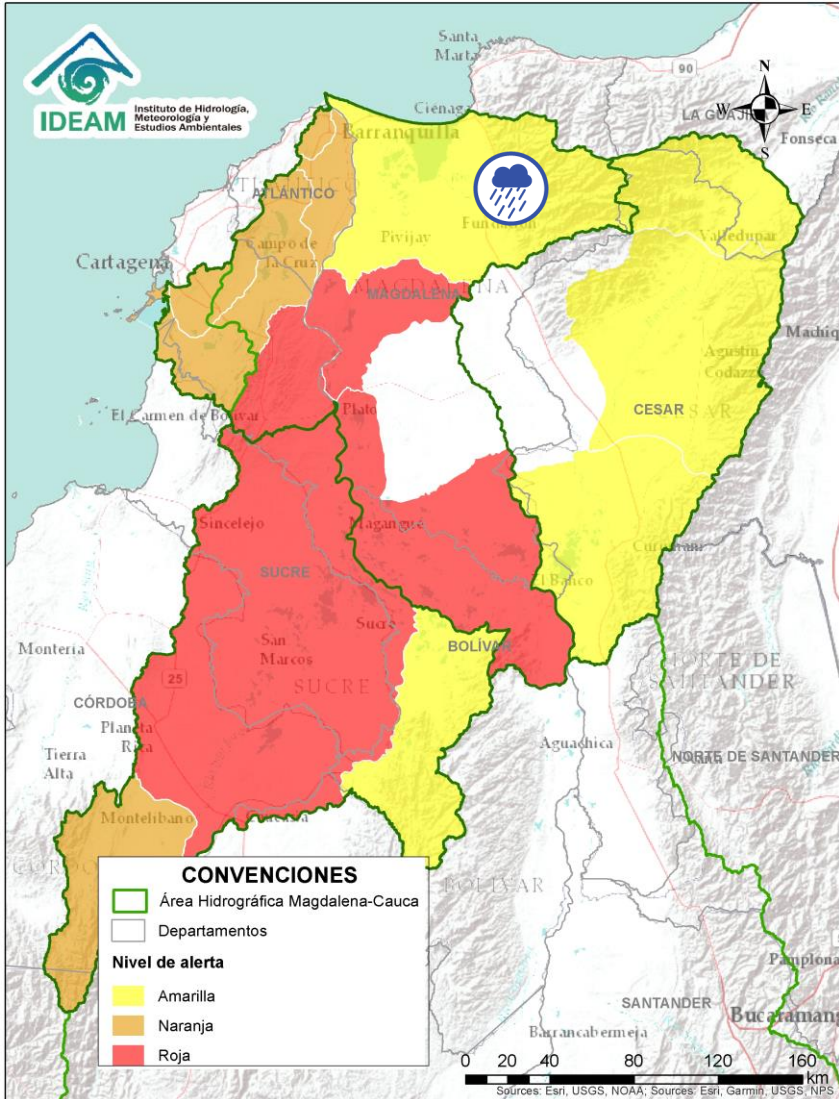 IDEAM
Instituto de Hidrología,
Meteorología y
Estudios Ambientales
Santa
Marta
90
N
W
E
S
LA GUAJIRA
Fonseca
Ciénaga
Barranquilla
ATLÁNTICO
Campo de
la Cruz
Pivijay
Fundación
Valledupar
Cartagena
MAGDALENA
Agustín
Codazzi
CESAR
El Carmen de Bolívar
Plato
Sincelejo
Magangué
SUCRE
El Banco
Sucre
BOLÍVAR
San
Marcos
SUCRE
Montería
25
CÓRDOBA
Planeta
Rica
Tierra
Alta
NORTE DE
SANTANDER
Aguachica
NORTE DE SANTANDER
Montelíbano
BOLÍVAR
CONVENCIONES
Área Hidrográfica Magdalena-Cauca
Departamentos
Nivel de alerta
Amarilla
Naranja
Roja
Pamplona
SANTANDER
Bucaramang
Barrancabermeja
0 20 40 80 120 160
km
Sources: Esri, USGS, NOAA; Sources: Esri, Garmin, USGS, NPS